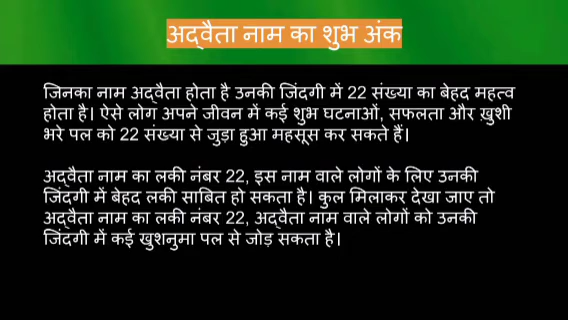 अद्वैता नाम का शुभ अंक
जिनका नाम अद्वैता होता है उनकी जिंदगी में 22 संख्या का बेहद महत्व
होता है। ऐसे लोग अपने जीवन में कई शुभ घटनाओं, सफलता और ख़ुशी
भरे पल को 22 संख्या से जुड़ा हुआ महसूस कर सकते हैं।
अद्वैता नाम का लकी नंबर 22, इस नाम वाले लोगों के लिए उनकी
जिंदगी में बेहद लकी साबित हो सकता है। कुल मिलाकर देखा जाए तो
अद्वैता नाम का लकी नंबर 22, अद्वैता नाम वाले लोगों को उनकी
जिंदगी में कई खुशनुमा पल से जोड़ सकता है।